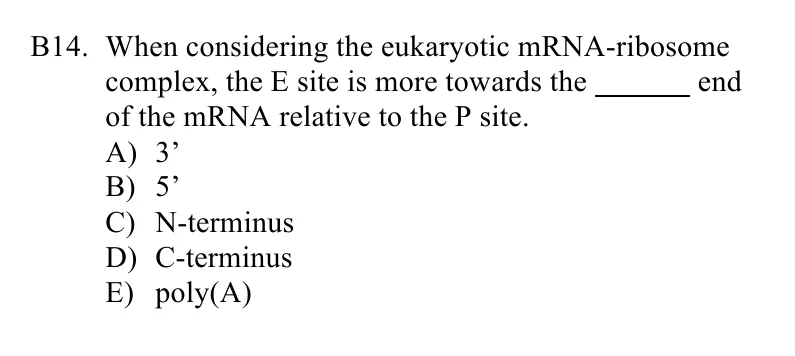 B14. When considering the eukaryotic mRNA-ribosome
complex, the E site is more towards the ______ end
of the mRNA relative to the P site.
A) 3’
B) 5’
C) N-terminus
D) C-terminus
E) poly(A)